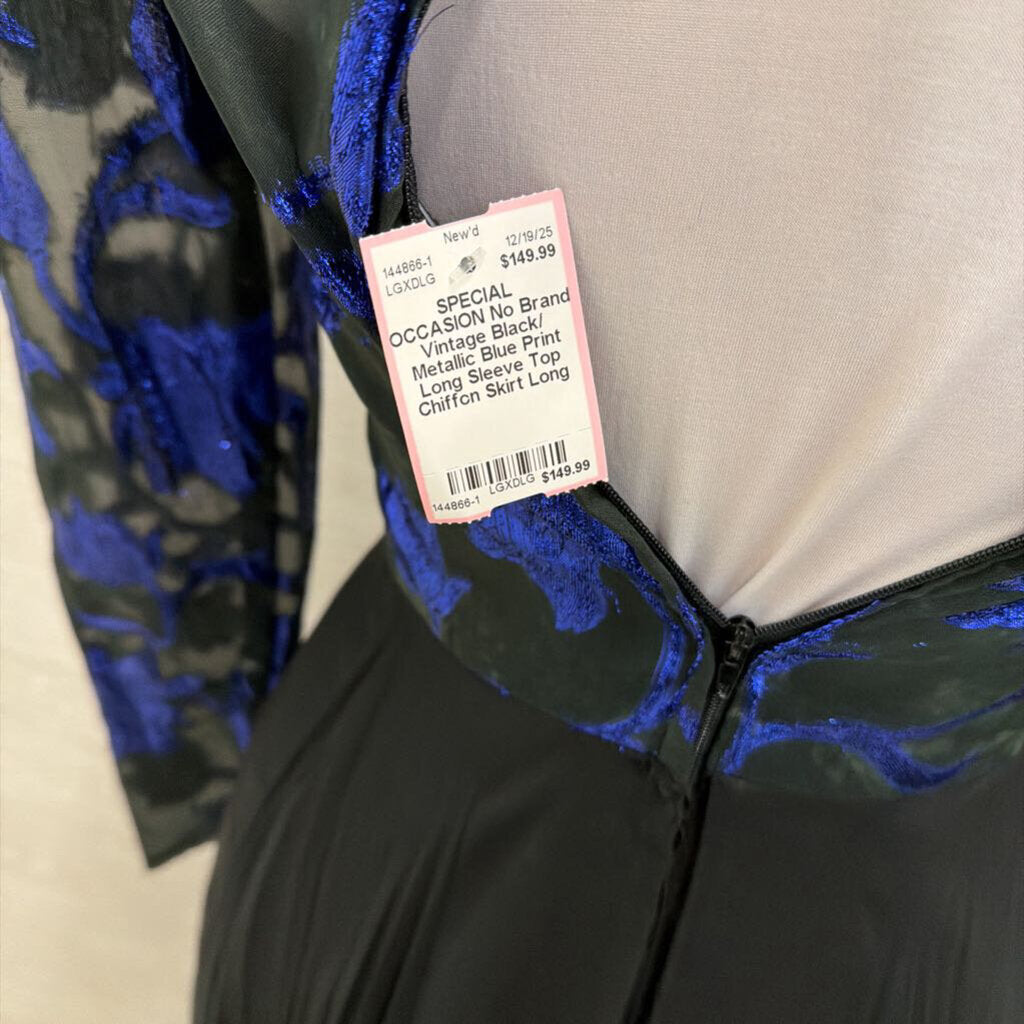 New'd
144866-1 12/19/25
LGXDLG $149.99
SPECIAL
OCCASION No Brand
Vintage Black/
Metallic Blue Print
Long Sleeve Top
Chiffon Skirt Long
144866-1 LGXDLG $149.99